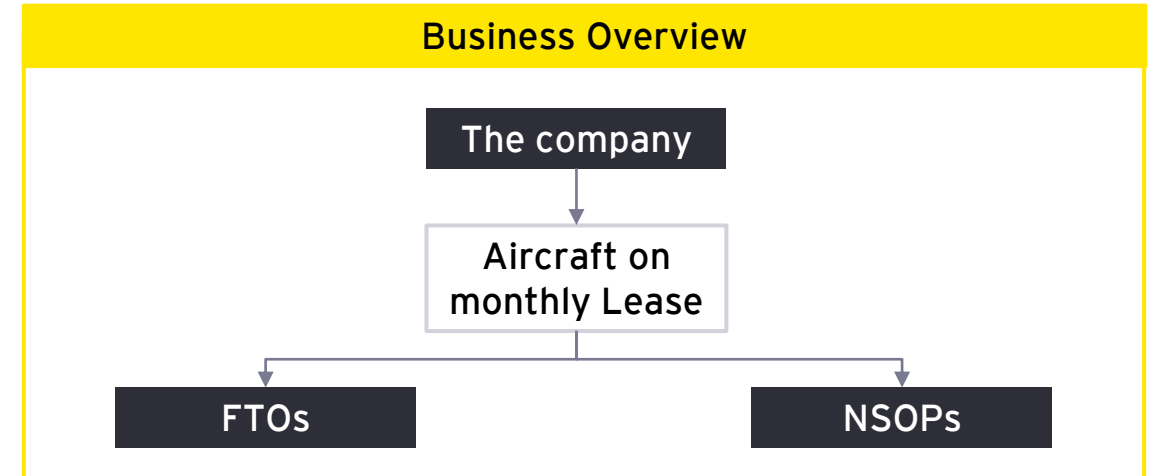 Business Overview
The company
Aircraft on
monthly Lease
FTOs
NSOPs